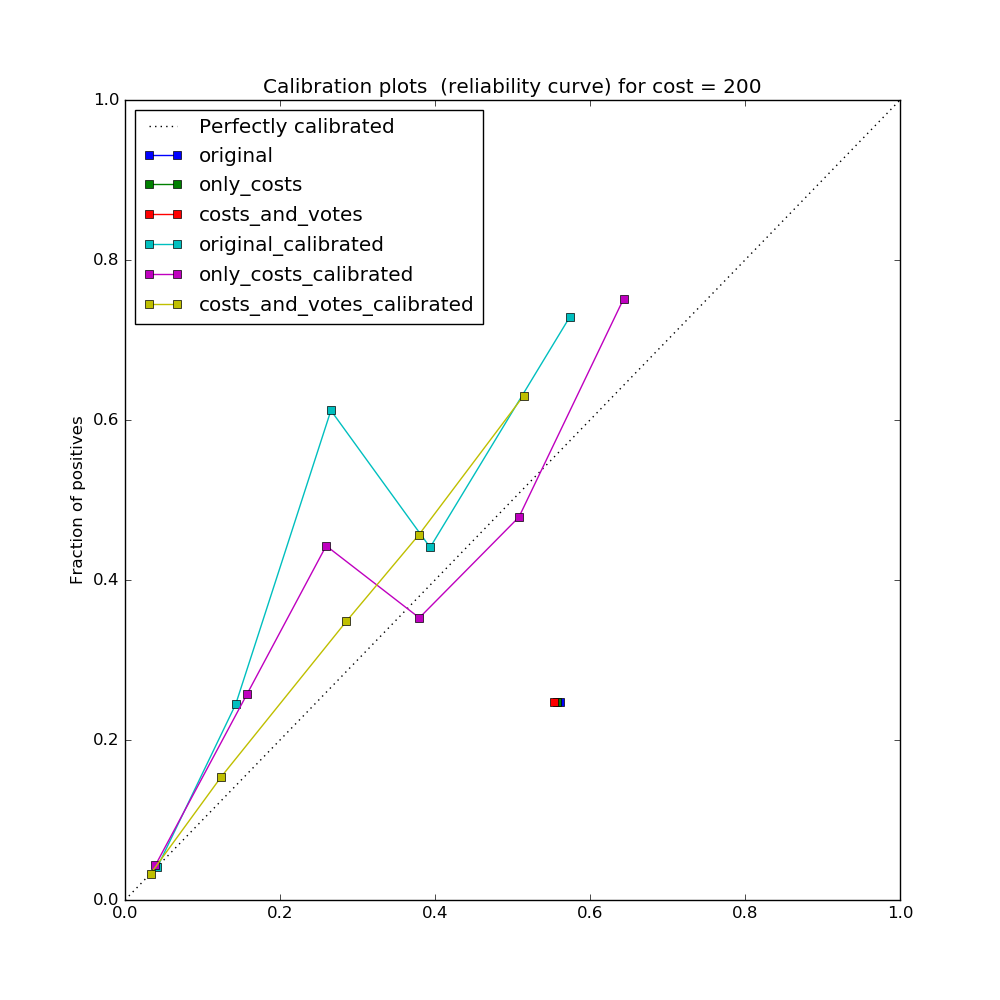 Calibration plots  (reliability curve) for cost = 200
1.0
Perfectly calibrated
original
only_costs
costs_and_votes
original_calibrated
only_costs_calibrated
costs_and_votes_calibrated
0.8
0.6
Fraction of positives
0.4
0.2
0.0
0.0 0.2 0.4 0.6 0.8 1.0